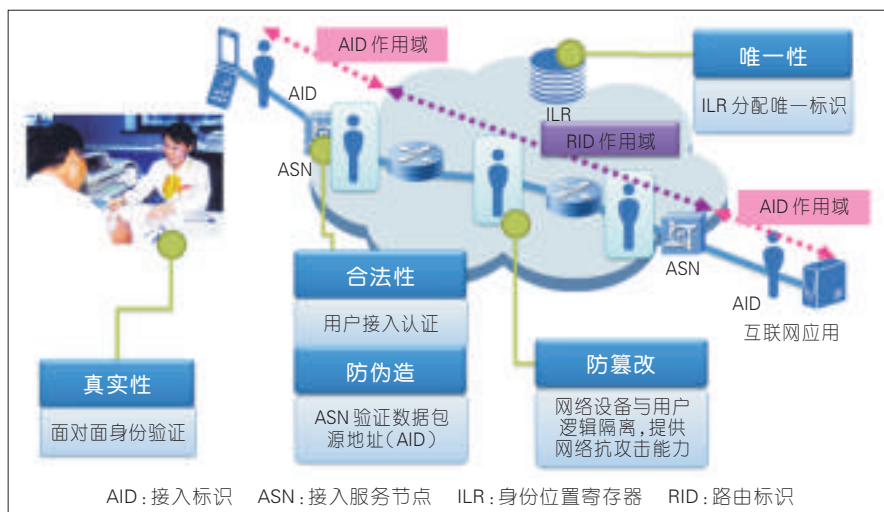 AID 作用域
唯一性
ILR 分配唯一标识
AID
ILR
ASN
RID 作用域
AID 作用域
ASN
AID
互联网应用
合法性
用户接入认证
防伪造
ASN 验证数据包
源地址(AID)
防篡改
网络设备与用户
逻辑隔离,提供
网络抗攻击能力
真实性
面对面身份验证
AID:接入标识 ASN:接入服务节点 ILR:身份位置寄存器 RID:路由标识